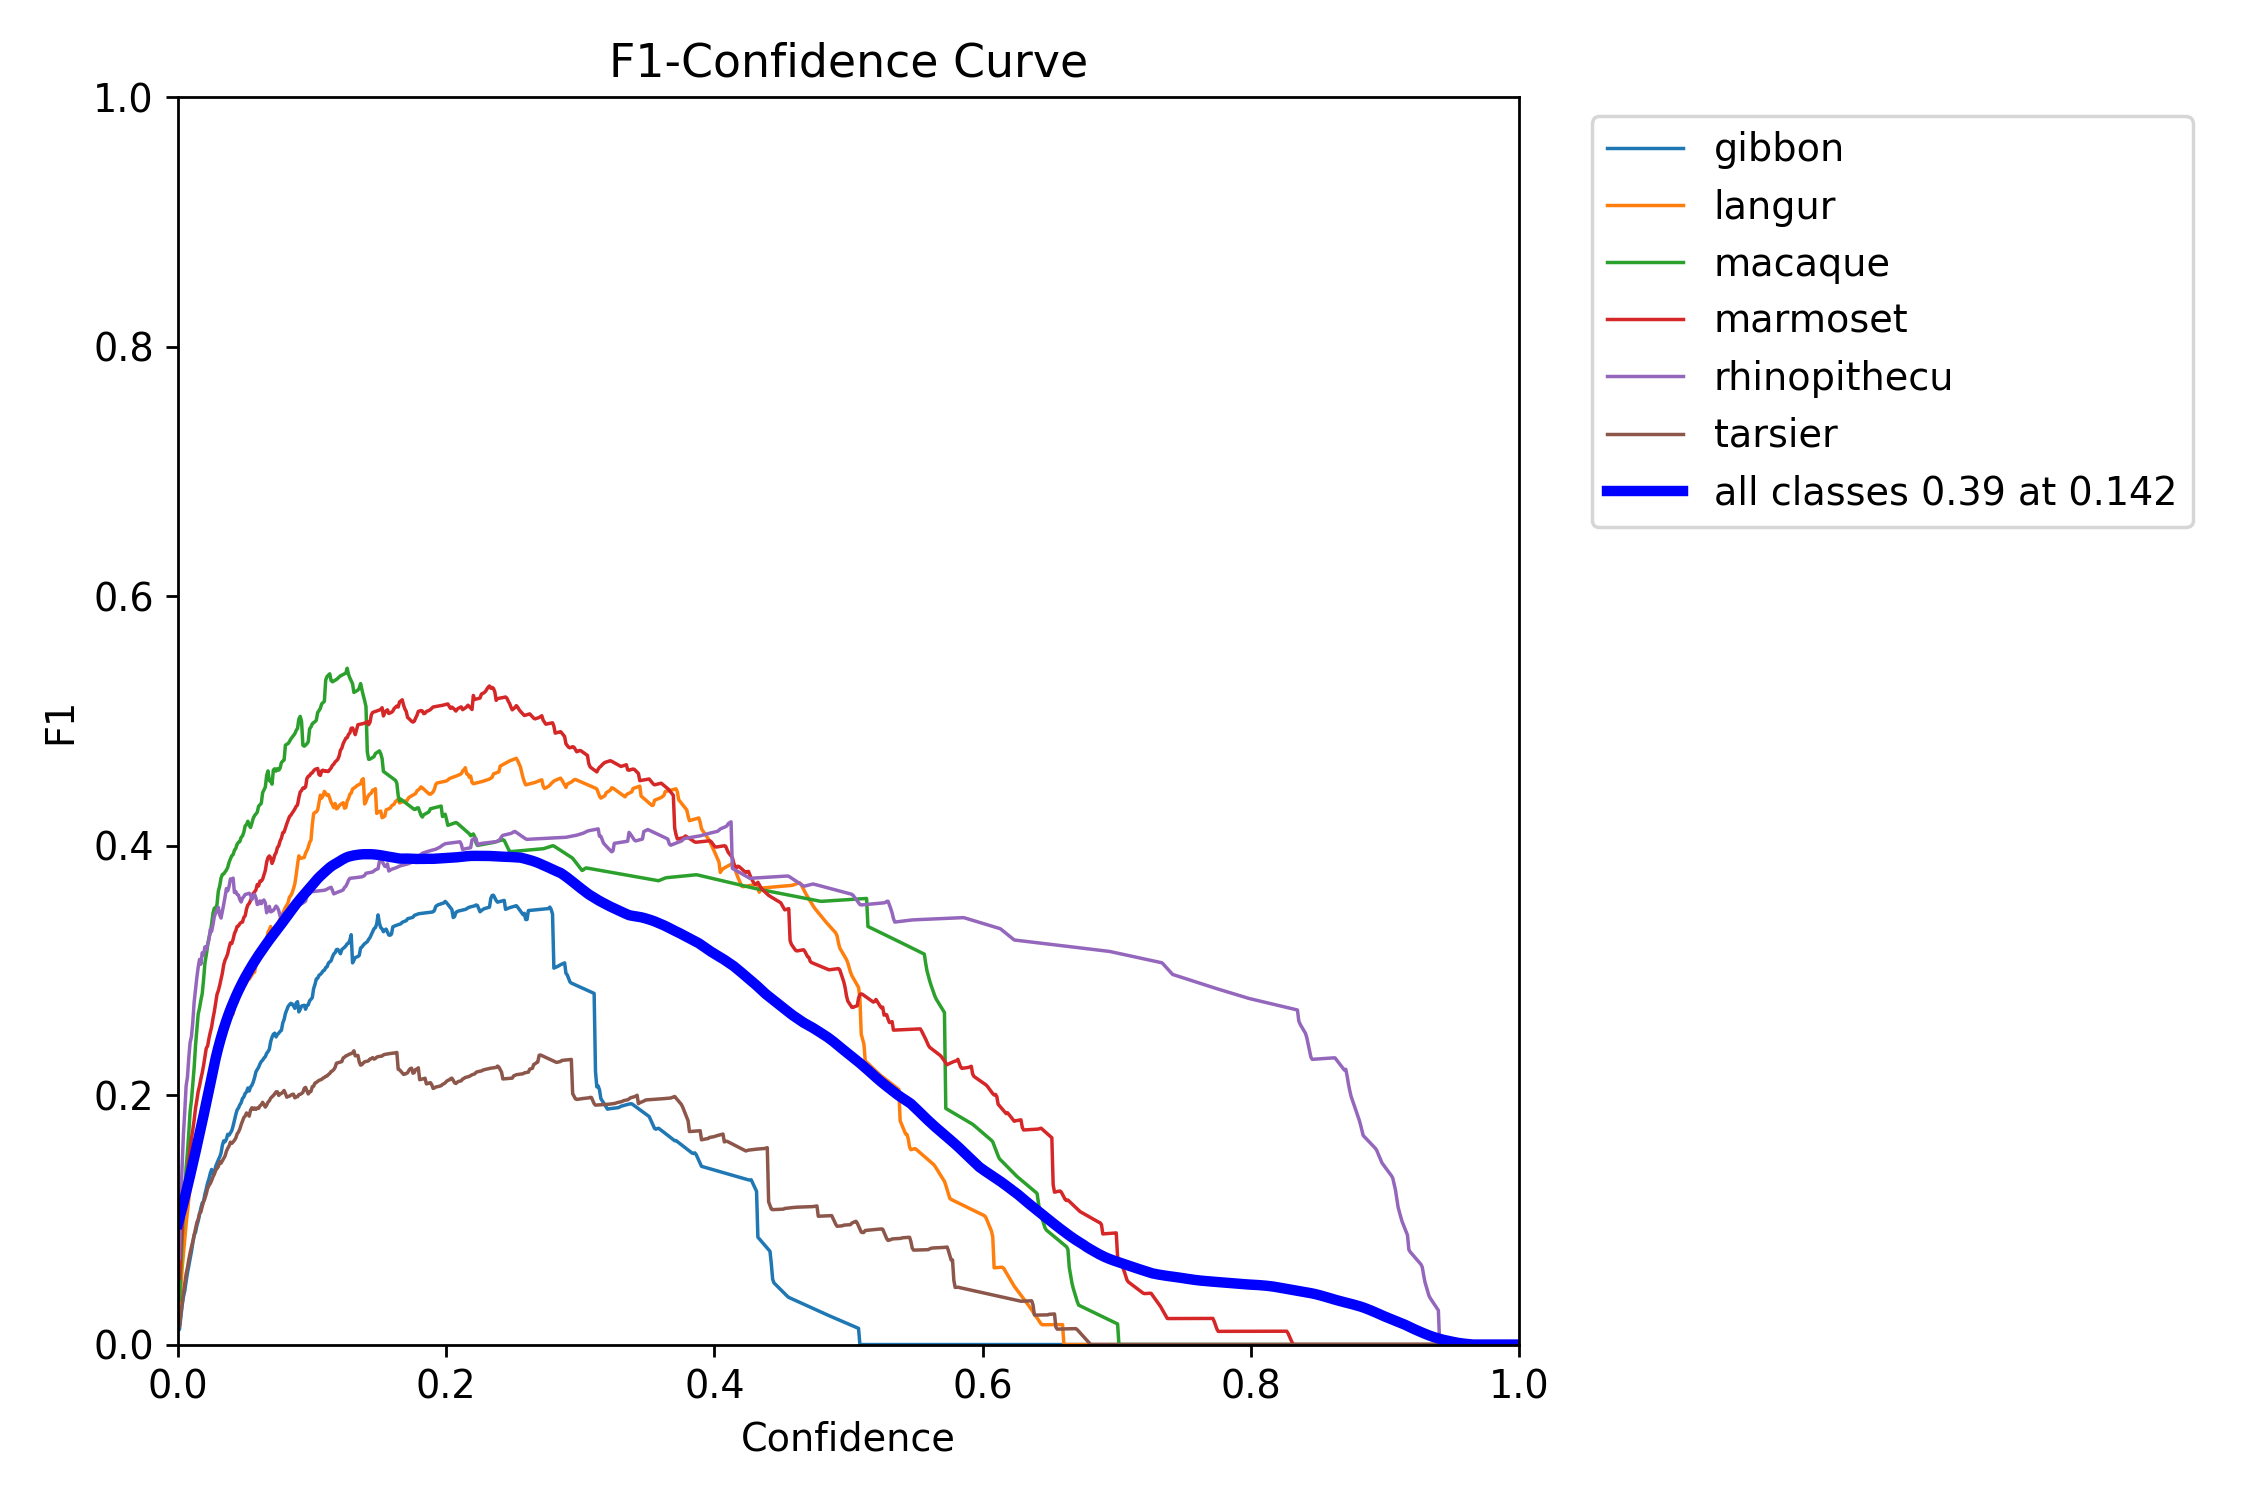 F1-Confidence Curve
1.0
0.8
0.6
0.4
0.2
0.0
F1
0.0 0.2 0.4 0.6 0.8 1.0
Confidence
gibbon
langur
macaque
marmoset
rhinopithecu
tarsier
all classes 0.39 at 0.142